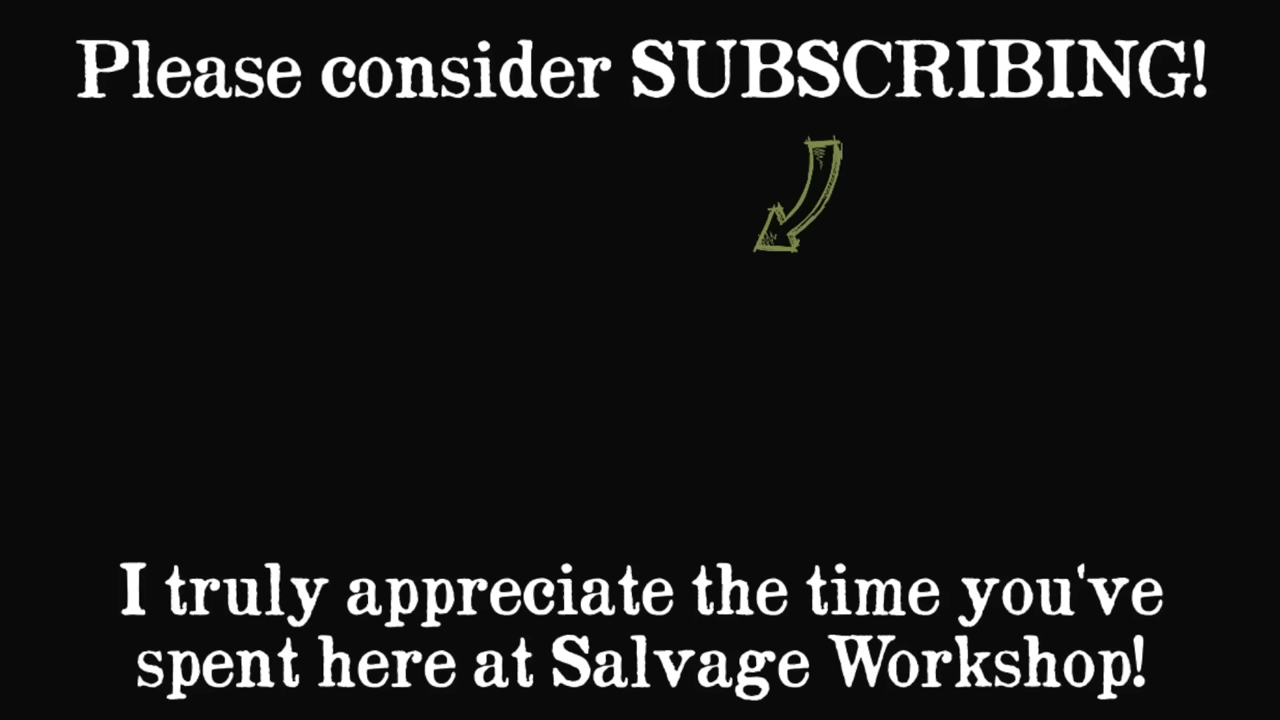 Please consider SUBSCRIBING!
I truly appreciate the time you've
spent here at Salvage Workshop!